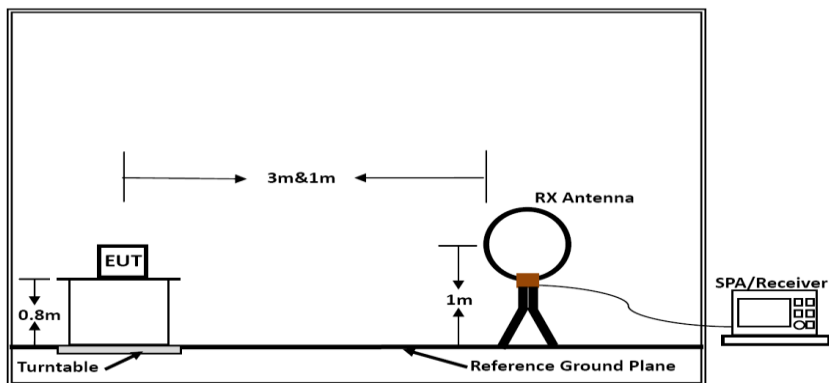 3m&1m
RX Antenna
EUT
SPA/Receiver
0.8m
1m
Turntable
Reference Ground Plane